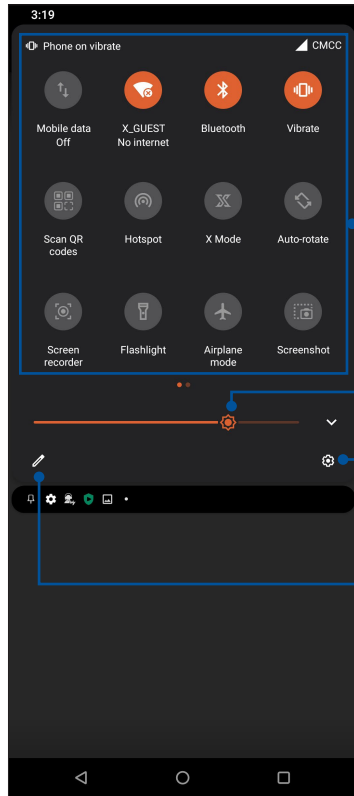 3:19
Phone on vibrate
CMCC
Mobile data
Off
X_GUEST
No internet
Bluetooth
Vibrate
Scan QR
codes
Hotspot
X Mode
Auto-rotate
Screen
recorder
Flashlight
Airplane
mode
Screenshot